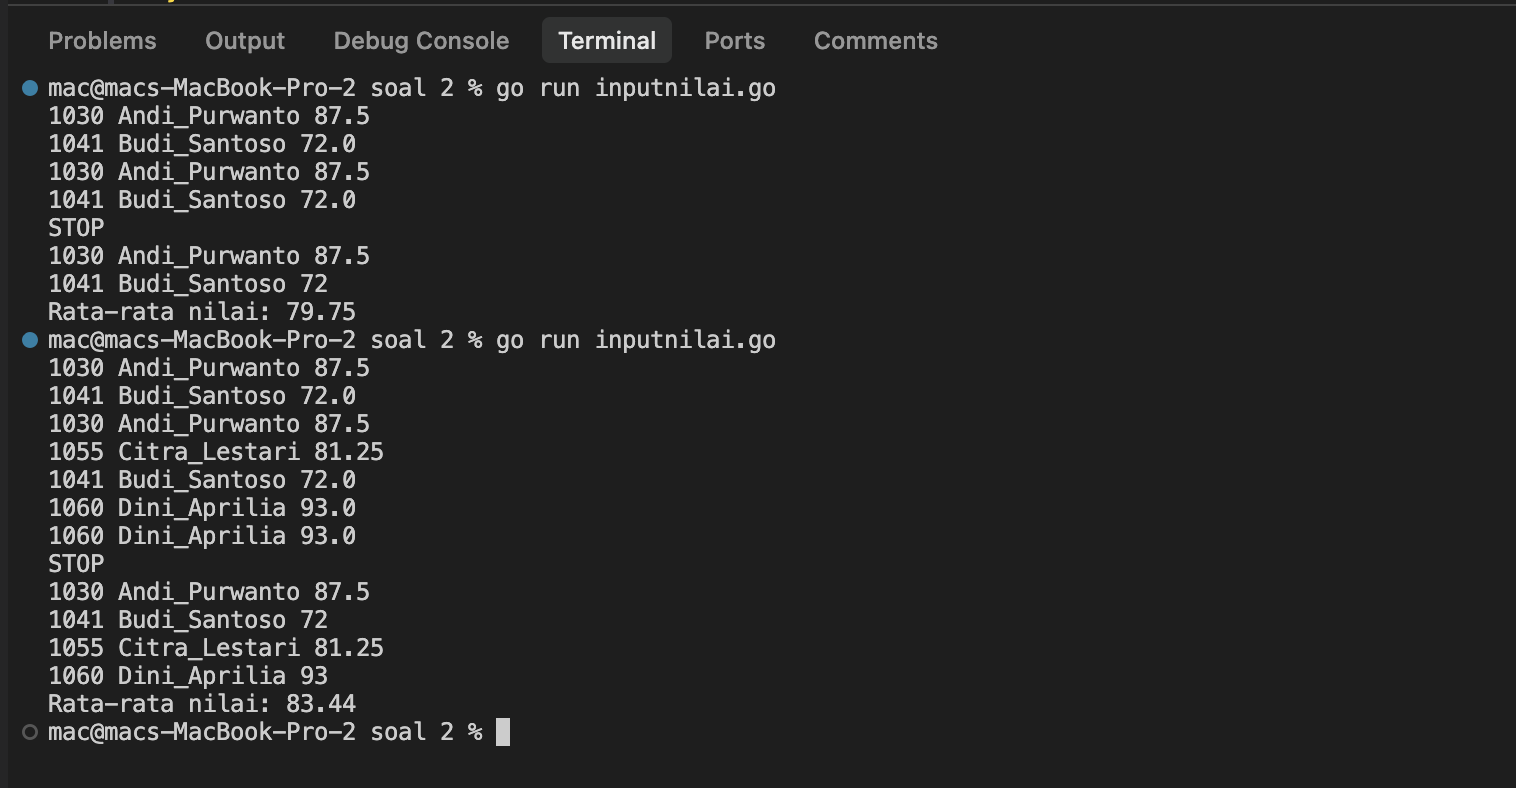 Problems Output Debug Console Terminal Ports Comments
mac@macs-MacBook-Pro-2 soal 2 % go run inputnilai.go
1030 Andi_Purwanto 87.5
1041 Budi_Santoso 72.0
1030 Andi_Purwanto 87.5
1041 Budi_Santoso 72.0
STOP
1030 Andi_Purwanto 87.5
1041 Budi_Santoso 72
Rata-rata nilai: 79.75
mac@macs-MacBook-Pro-2 soal 2 % go run inputnilai.go
1030 Andi_Purwanto 87.5
1041 Budi_Santoso 72.0
1030 Andi_Purwanto 87.5
1055 Citra_Lestari 81.25
1041 Budi_Santoso 72.0
1060 Dini_Aprilia 93.0
1060 Dini_Aprilia 93.0
STOP
1030 Andi_Purwanto 87.5
1041 Budi_Santoso 72
1055 Citra_Lestari 81.25
1060 Dini_Aprilia 93
Rata-rata nilai: 83.44
mac@macs-MacBook-Pro-2 soal 2 %